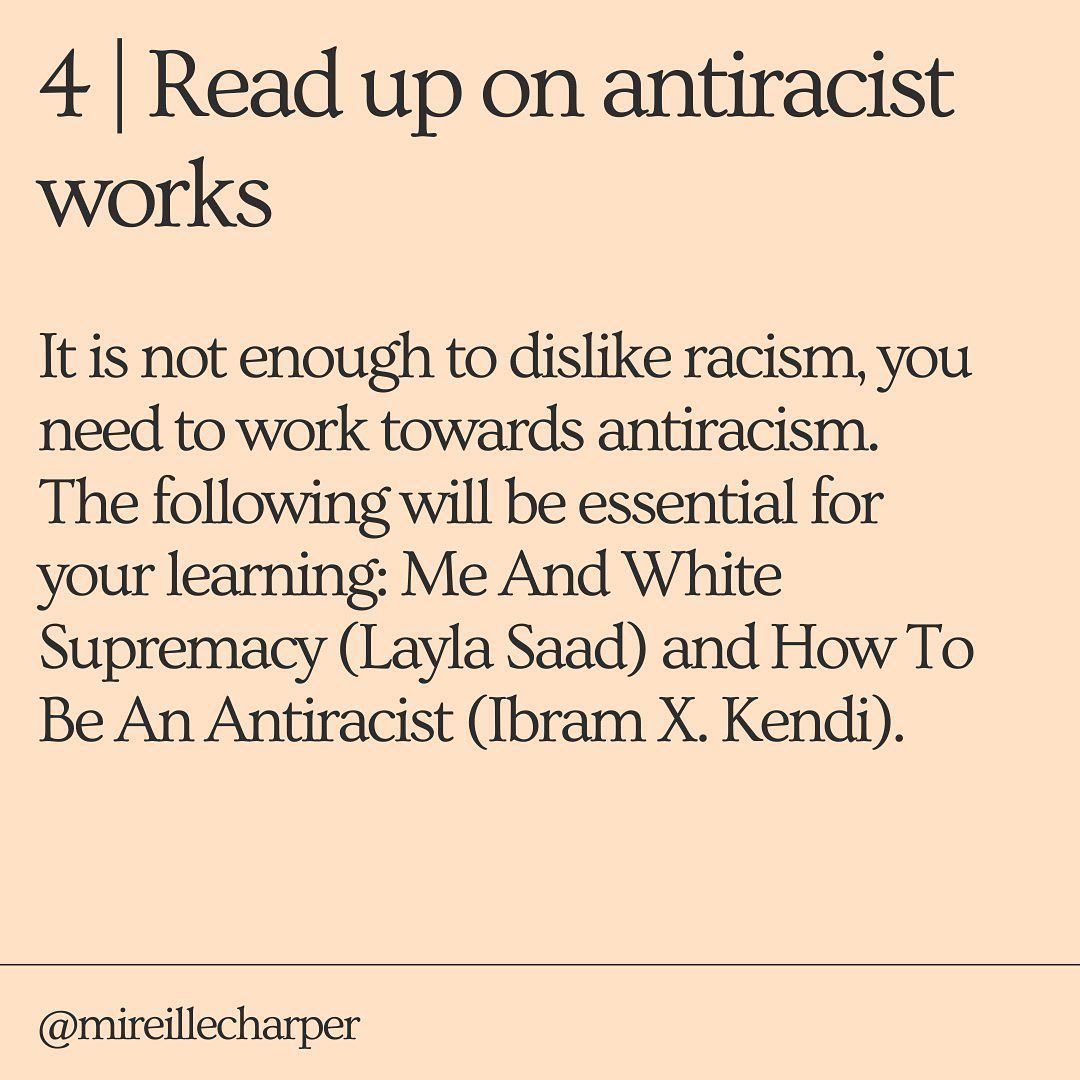 4 | Read up on antiracist
works
It is not enough to dislike racism, you
need to work towards antiracism.
The following will be essential for
your learning: Me And White
Supremacy (Layla Saad) and How To
Be An Antiracist (Ibram X. Kendi).
@mireillecharper